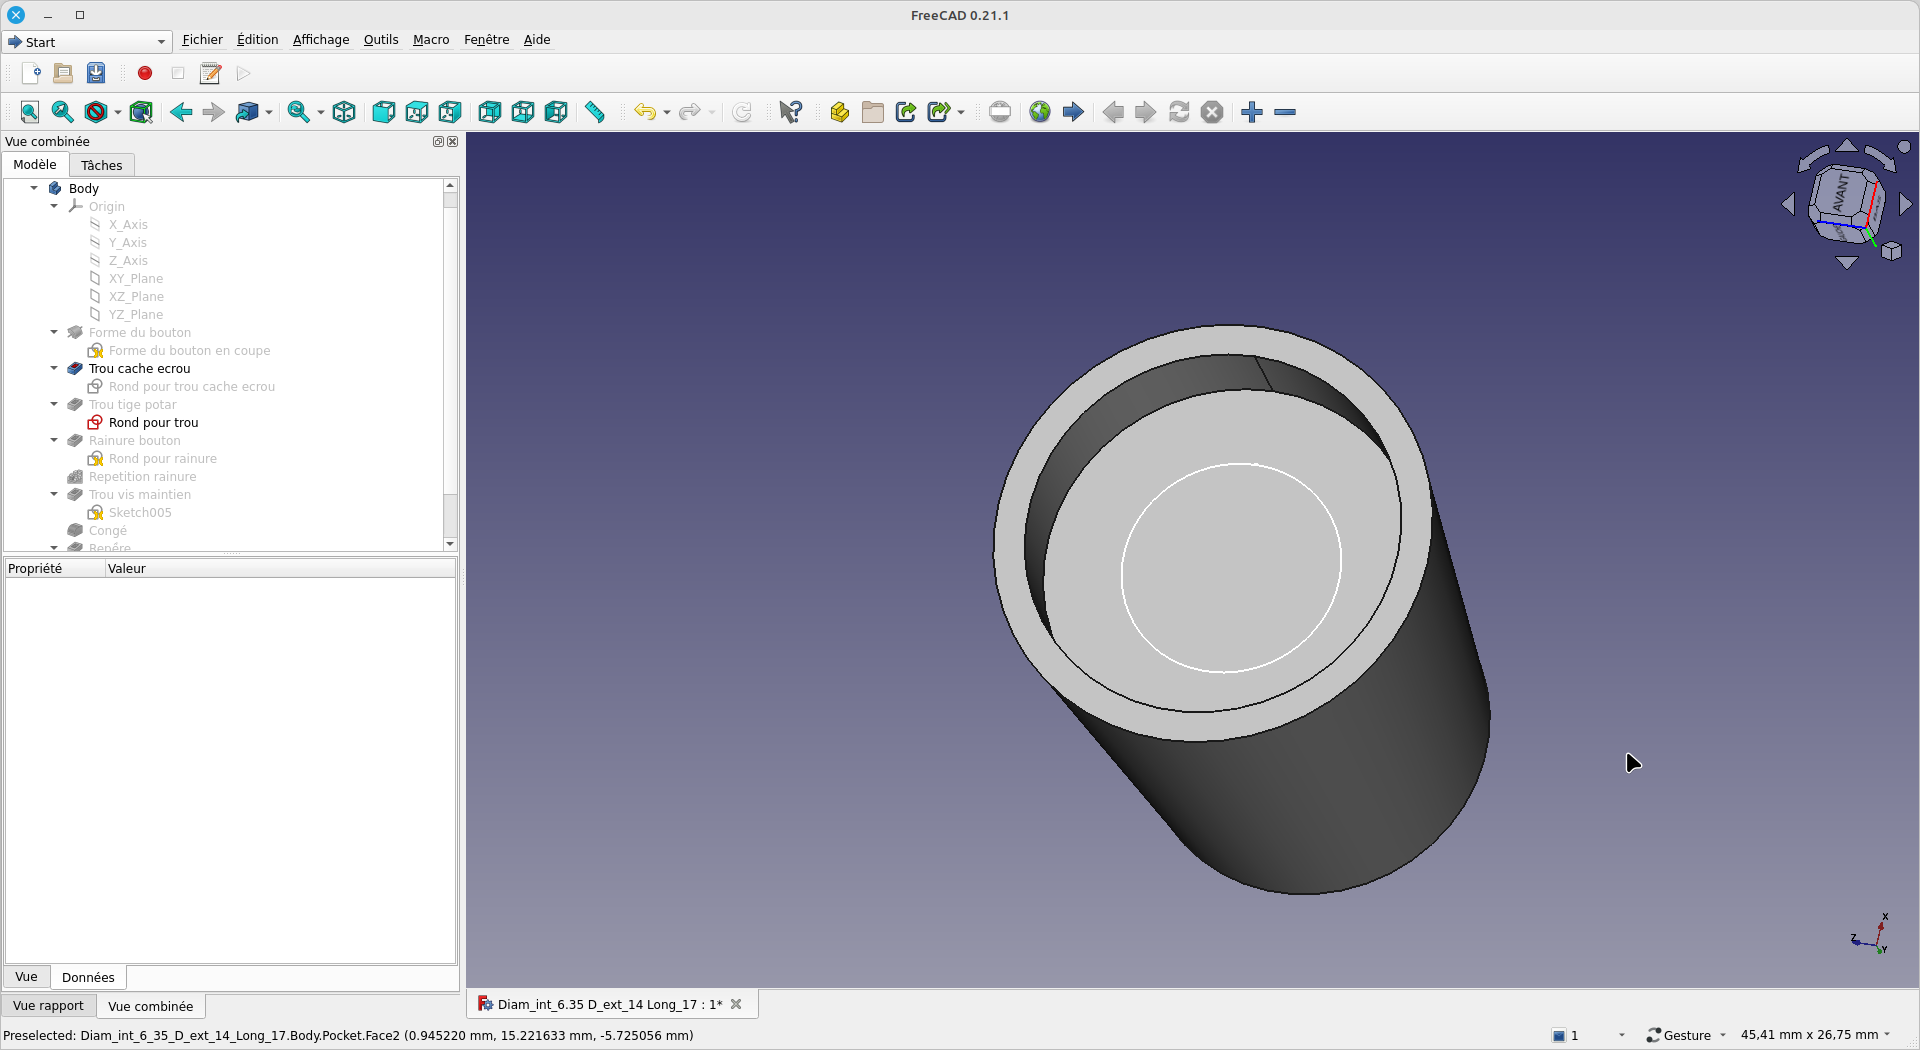 FreeCAD 0.21.1
Start
Fichier Édition Affichage Outils Macro Fenêtre Aide
Vue combinée
Modèle Tâches
Body
Origin
X_Axis
Y_Axis
Z_Axis
XY_Plane
XZ_Plane
YZ_Plane
Forme du bouton
Forme du bouton en coupe
Trou cache ecrou
Rond pour trou cache ecrou
Trou tige potar
Rond pour trou
Rainure bouton
Rond pour rainure
Repetition rainure
Trou vis maintien
Sketch005
Congé
Repêre
Propriété Valeur
AVANT
X
Z
Y
Vue Données
Vue rapport Vue combinée
Diam_int_6.35 D_ext_14 Long_17 : 1*
Preselected: Diam_int_6_35_D_ext_14_Long_17.Body.Pocket.Face2 (0.945220 mm, 15.221633 mm, -5.725056 mm)
1 Gesture 45,41 mm x 26,75 mm